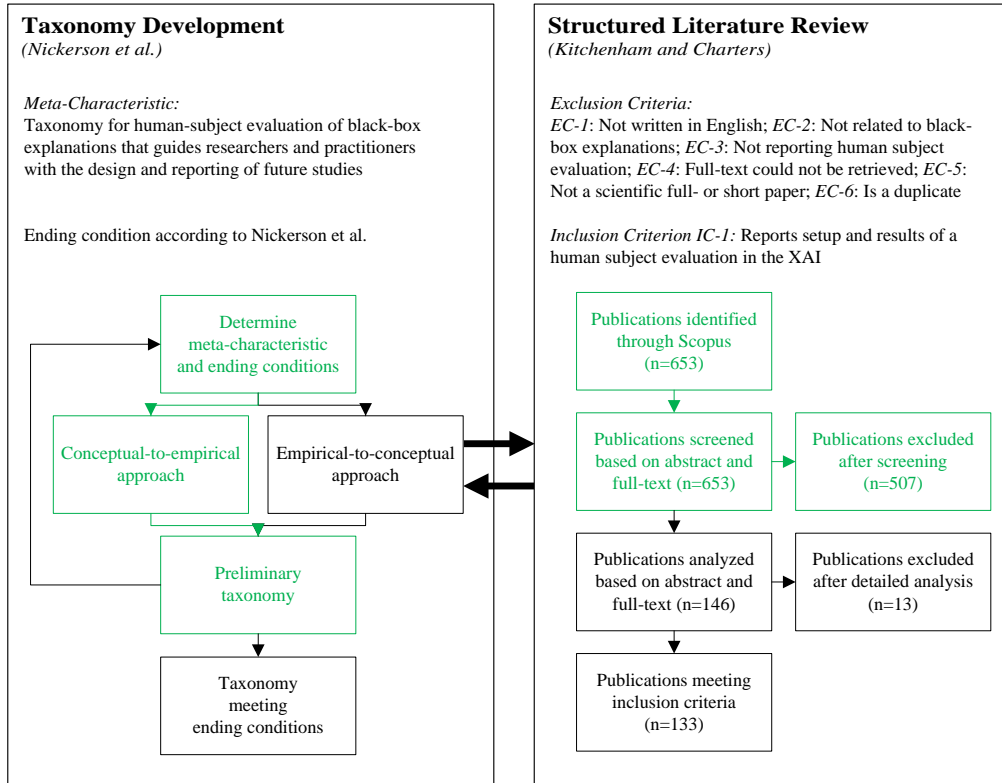 Taxonomy Development
(Nickerson et al.)
Meta-Characteristic:
Taxonomy for human-subject evaluation of black-box
explanations that guides researchers and practitioners
with the design and reporting of future studies
Ending condition according to Nickerson et al.
Determine
meta-characteristic
and ending conditions
Conceptual-to-empirical
approach
Empirical-to-conceptual
approach
Preliminary
taxonomy
Taxonomy
meeting
ending conditions
Structured Literature Review
(Kitchenham and Charters)
Exclusion Criteria:
EC-1: Not written in English; EC-2: Not related to black-
box explanations; EC-3: Not reporting human subject
evaluation; EC-4: Full-text could not be retrieved; EC-5:
Not a scientific full- or short paper; EC-6: Is a duplicate
Inclusion Criterion IC-1: Reports setup and results of a
human subject evaluation in the XAI
Publications identified
through Scopus
(n=653)
Publications screened
based on abstract and
full-text (n=653)
Publications excluded
after screening
(n=507)
Publications analyzed
based on abstract and
full-text (n=146)
Publications excluded
after detailed analysis
(n=13)
Publications meeting
inclusion criteria
(n=133)